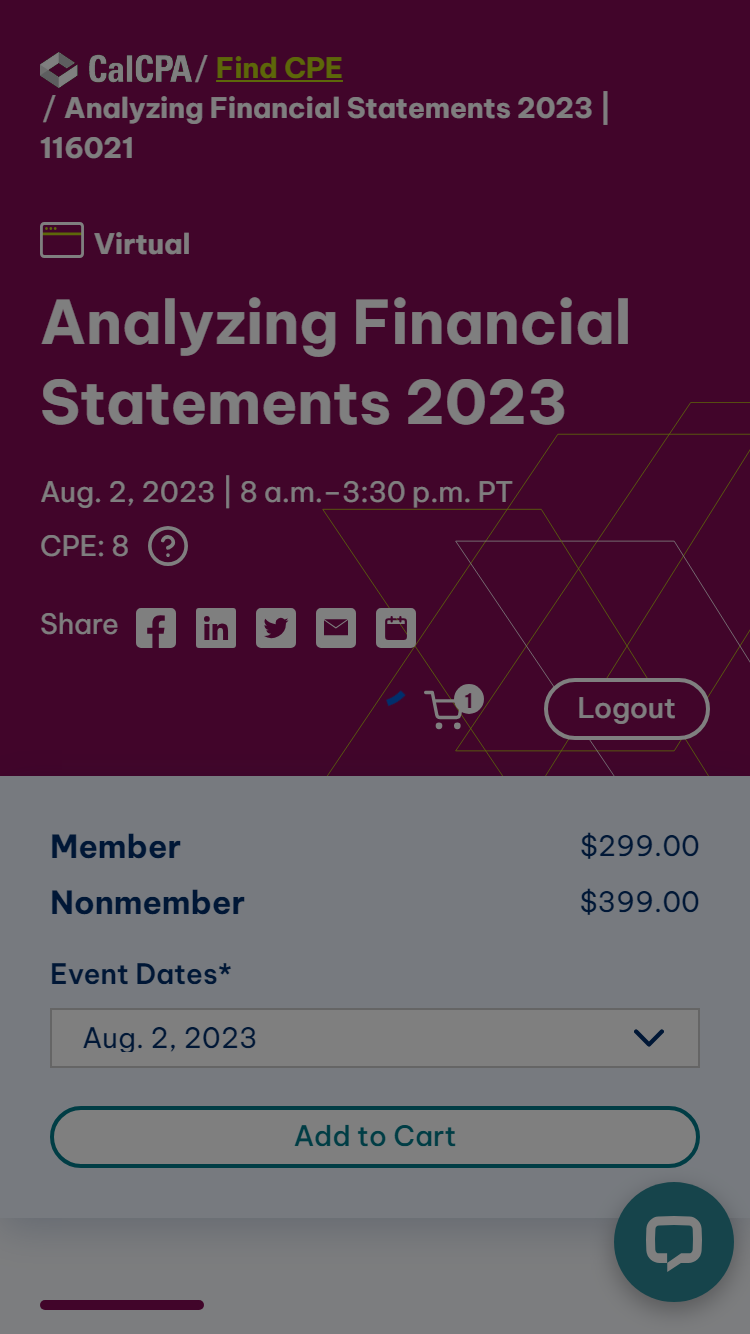 CalCPA / Find CPE
/ Analyzing Financial Statements 2023 |
116021
Virtual
Analyzing Financial
Statements 2023
Aug. 2, 2023 | 8 a.m.–3:30 p.m. PT
CPE: 8 ?
Share
1
Logout
Member $299.00
Nonmember $399.00
Event Dates*
Aug. 2, 2023
Add to Cart